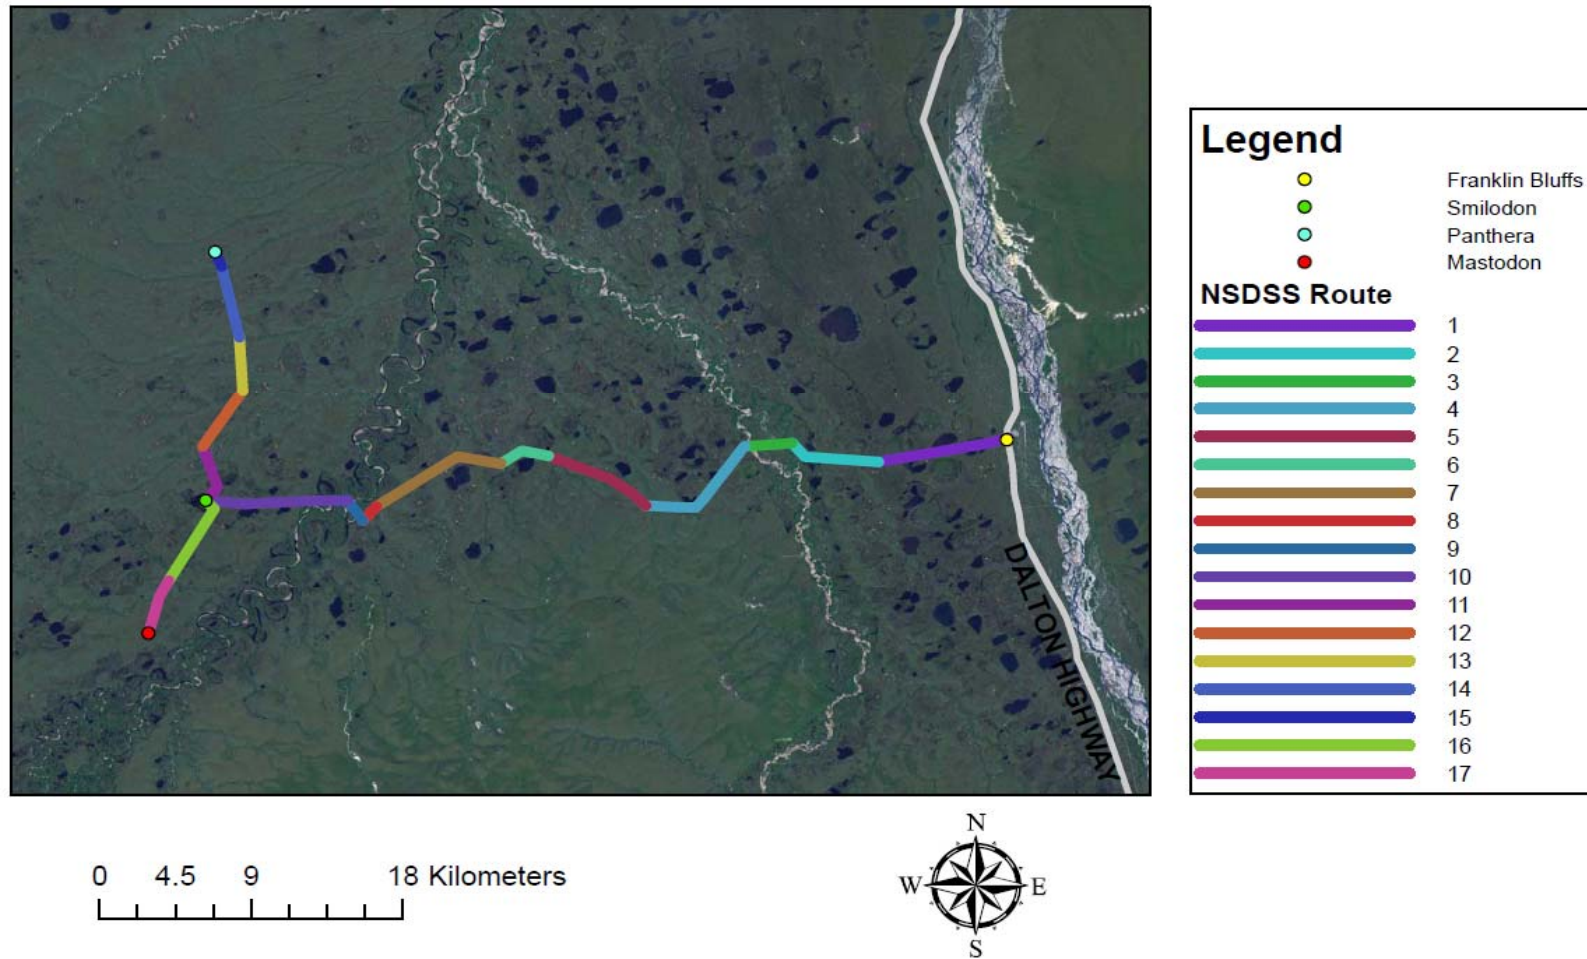 Legend
Franklin Bluffs
Smilodon
Panthera
Mastodon
NSDSS Route
1
2
3
4
5
6
7
8
9
10
11
12
13
14
15
16
17
DALTON HIGHWAY
0 4.5 9 18 Kilometers
N
W E
S